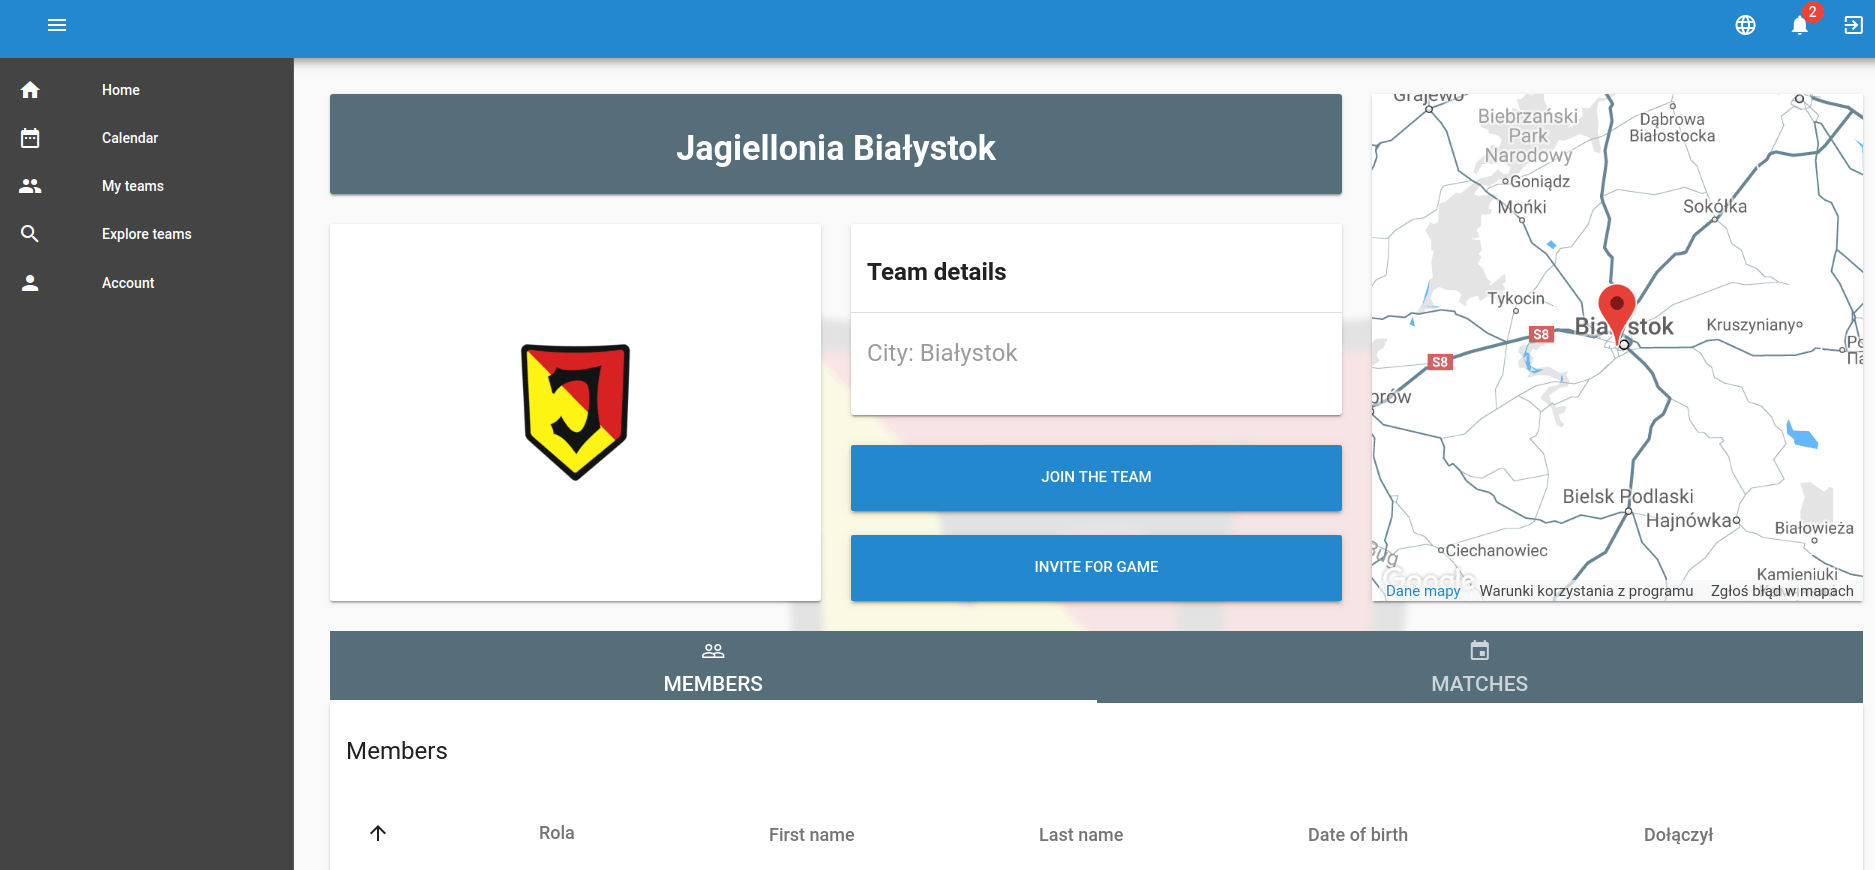 2
Home
Calendar
My teams
Explore teams
Account
Jagiellonia Białystok
Team details
City: Białystok
JOIN THE TEAM
INVITE FOR GAME
Grajewo
Biebrzański
Park
Narodowy
Dąbrowa
Białostocka
Goniądz
Mońki
Sokółka
Tykocin
S8
Kruszyniany
S8
Bielsk Podlaski
Hajnówka
Białowieża
Ciechanowiec
Kamieniuki
Google
Dane mapy Warunki korzystania z programu Zgłoś błąd w mapach
MEMBERS
MATCHES
Members
Rola First name Last name Date of birth Dołączył